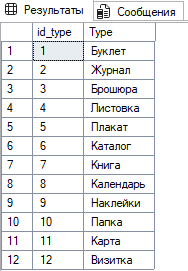 Результаты Сообщения
id_type Type
1 1 Буклет
2 2 Журнал
3 3 Брошюра
4 4 Листовка
5 5 Плакат
6 6 Каталог
7 7 Книга
8 8 Календарь
9 9 Наклейки
10 10 Папка
11 11 Карта
12 12 Визитка